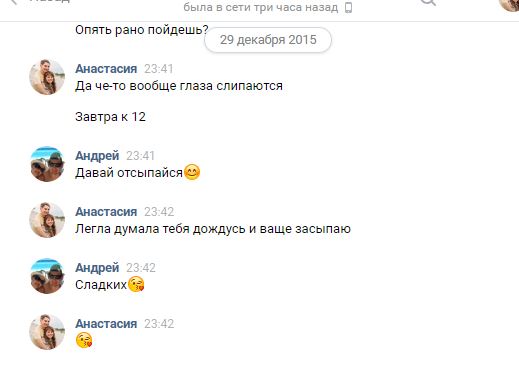 была в сети три часа назад
Опять рано пойдешь?
29 декабря 2015
Анастасия 23:41
Да че-то вообще глаза слипаются
Завтра к 12
Андрей 23:41
Давай отсыпайся😊
Анастасия 23:42
Легла думала тебя дождусь и ваще засыпаю
Андрей 23:42
Сладких😘
Анастасия 23:42
😘